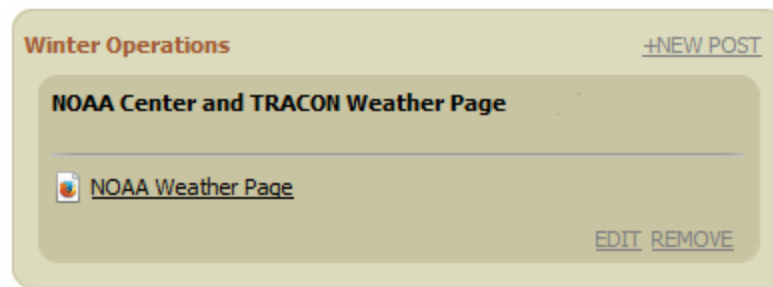 Winter Operations +NEW POST
NOAA Center and TRACON Weather Page
NOAA Weather Page
EDIT REMOVE